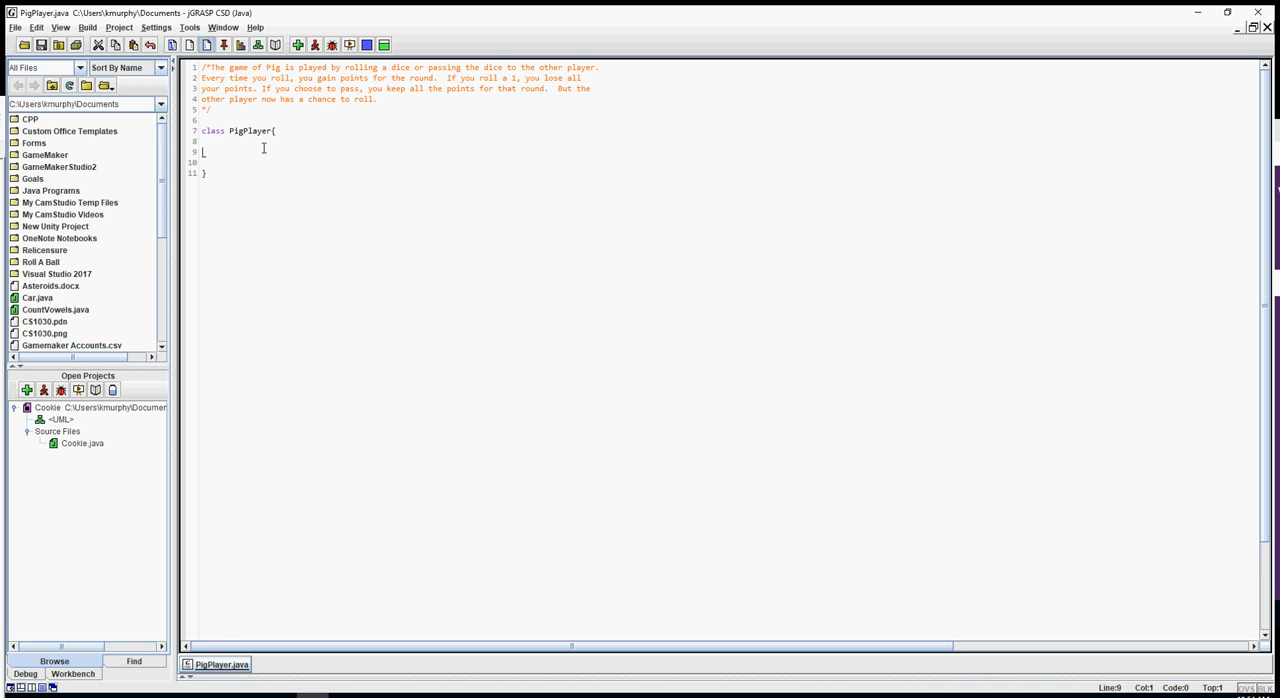 PigPlayer.java  C:\Users\kmurphy\Documents - jGRASP CSD (Java)
File Edit View Build Project Settings Tools Window Help
All Files Sort By Name
C:\Users\kmurphy\Documents
CPP
Custom Office Templates
Forms
GameMaker
GameMakerStudio2
Goals
Java Programs
My CamStudio Temp Files
My CamStudio Videos
New Unity Project
OneNote Notebooks
Relicensure
Roll A Ball
Visual Studio 2017
Asteroids.docx
Car.java
CountVowels.java
CS1030.pdn
CS1030.png
Gamemaker Accounts.csv
Open Projects
Cookie  C:\Users\kmurphy\Documen
<UML>
Source Files
Cookie.java
Browse Find
Debug Workbench
1 /*The game of Pig is played by rolling a dice or passing the dice to the other player.
2 Every time you roll, you gain points for the round.  If you roll a 1, you lose all
3 your points. If you choose to pass, you keep all the points for that round.  But the
4 other player now has a chance to roll.
5 */
6
7 class PigPlayer{
8
9
10
11 }
PigPlayer.java
Line:9 Col:1 Code:0 Top:1 OVS BLK